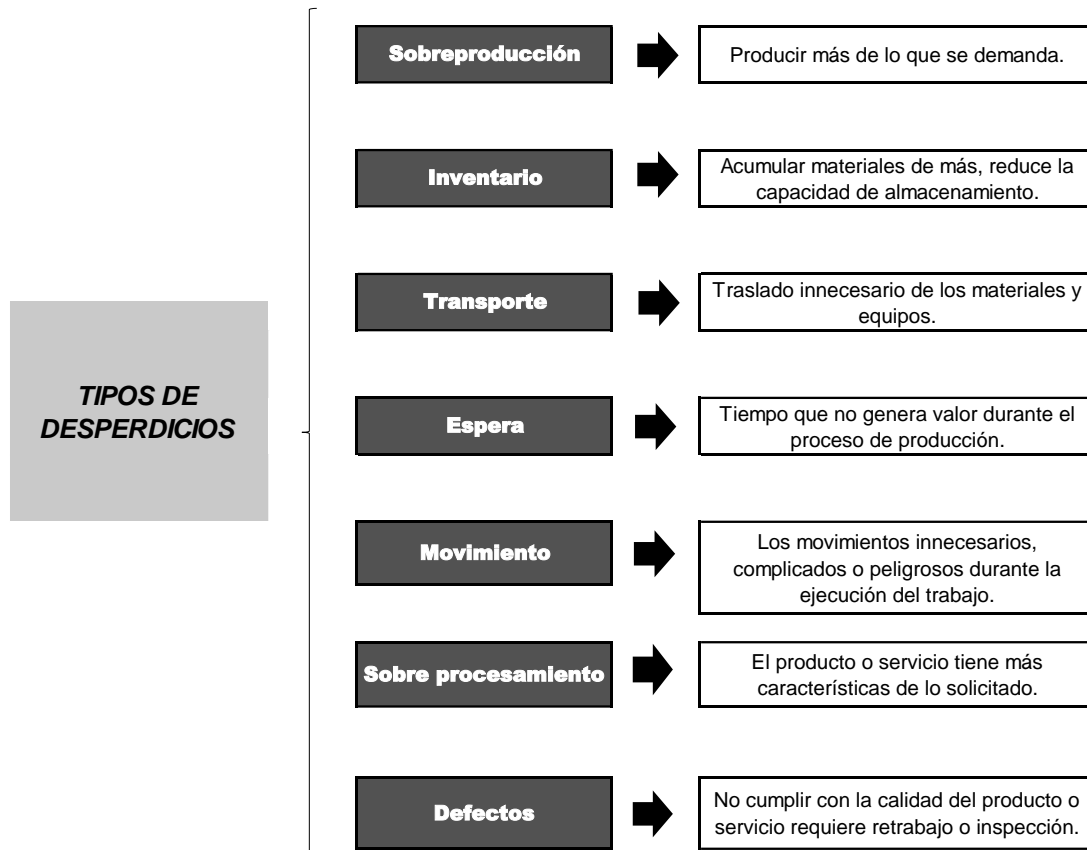 Sobreproducción
Producir más de lo que se demanda.
Inventario
Acumular materiales de más, reduce la
capacidad de almacenamiento.
Transporte
Traslado innecesario de los materiales y
equipos.
TIPOS DE
DESPERDICIOS
Espera
Tiempo que no genera valor durante el
proceso de producción.
Movimiento
Los movimientos innecesarios,
complicados o peligrosos durante la
ejecución del trabajo.
Sobre procesamiento
El producto o servicio tiene más
características de lo solicitado.
Defectos
No cumplir con la calidad del producto o
servicio requiere retrabajo o inspección.